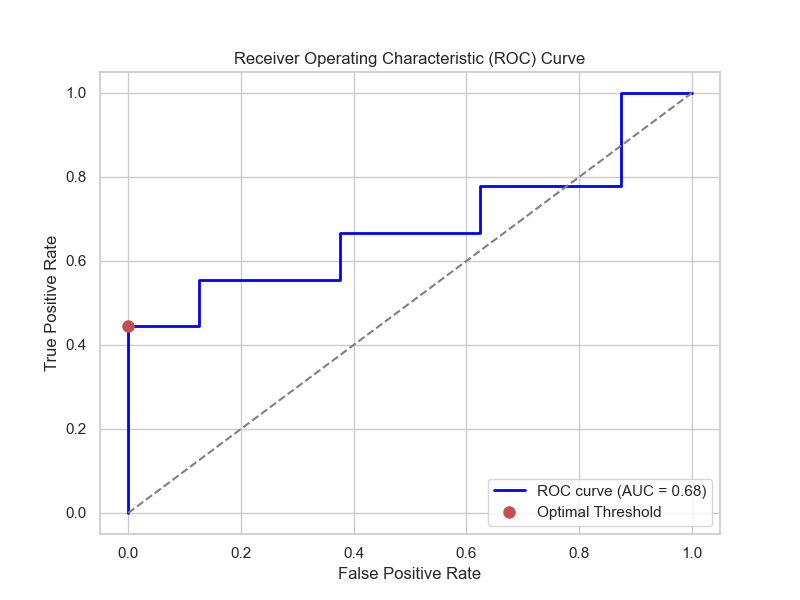 Receiver Operating Characteristic (ROC) Curve
True Positive Rate
1.0
0.8
0.6
0.4
0.2
0.0
0.0 0.2 0.4 0.6 0.8 1.0
False Positive Rate
ROC curve (AUC = 0.68)
Optimal Threshold